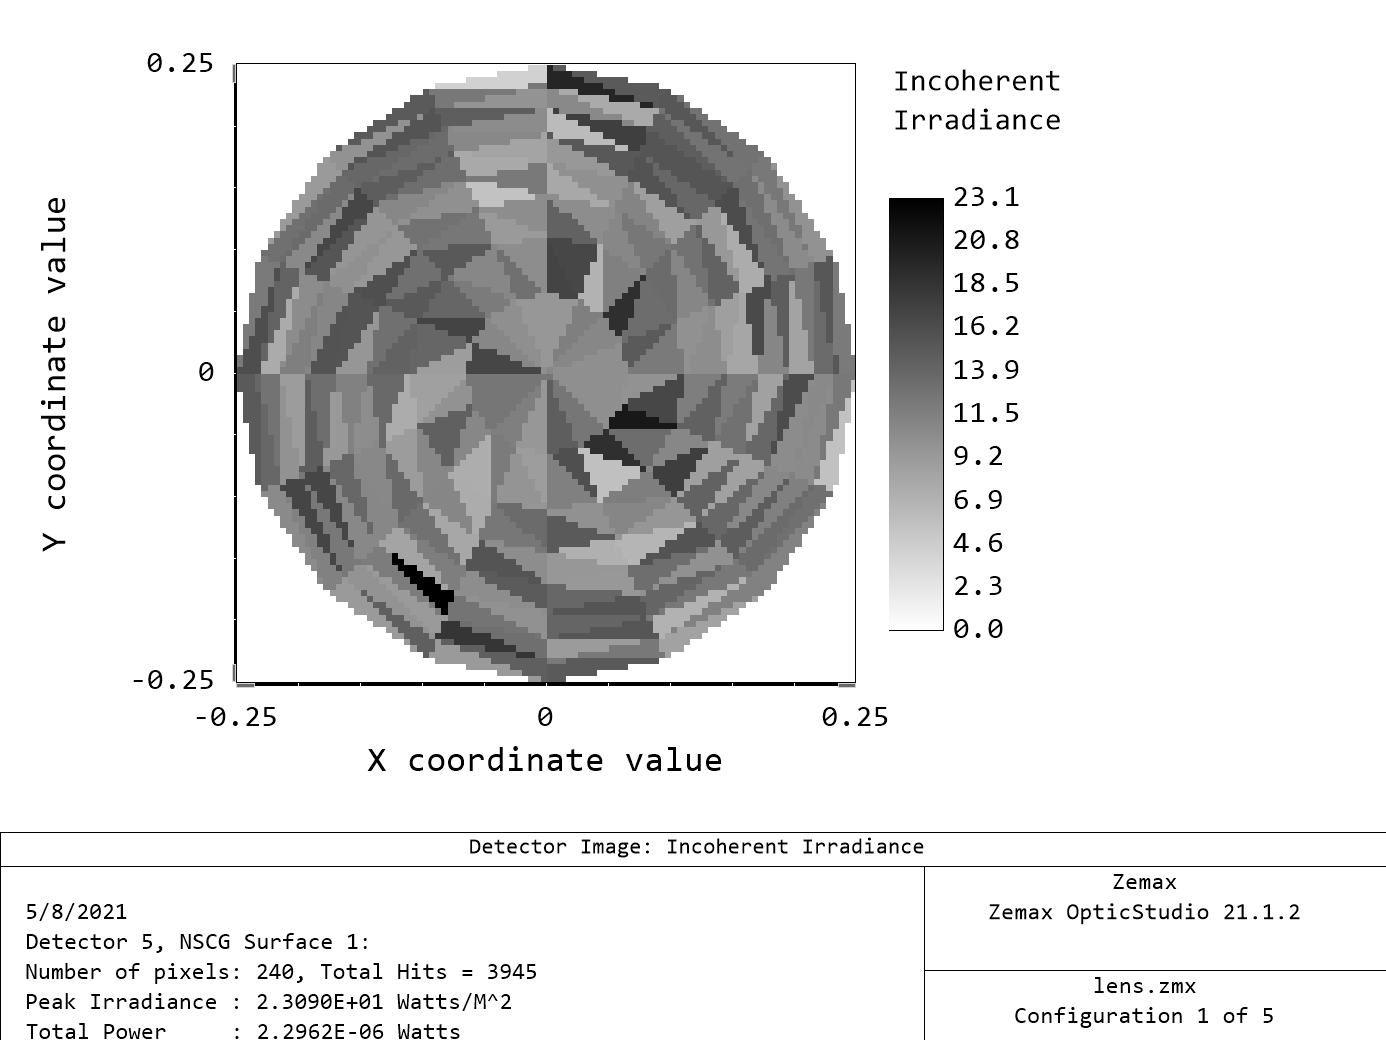 0.25
0
-0.25
Y coordinate value
-0.25 0 0.25
X coordinate value
Incoherent
Irradiance
23.1
20.8
18.5
16.2
13.9
11.5
9.2
6.9
4.6
2.3
0.0
Detector Image: Incoherent Irradiance
5/8/2021
Detector 5, NSCG Surface 1:
Number of pixels: 240, Total Hits = 3945
Peak Irradiance : 2.3090E+01 Watts/M^2
Total Power     : 2.2962E-06 Watts
Zemax
Zemax OpticStudio 21.1.2
lens.zmx
Configuration 1 of 5